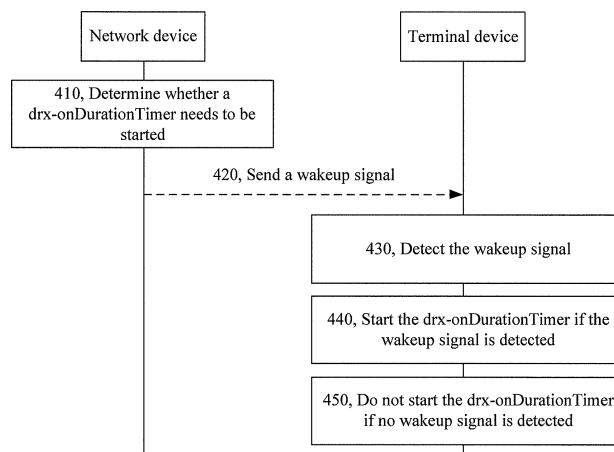 Network device
Terminal device
410, Determine whether a
drx-onDurationTimer needs to be
started
420, Send a wakeup signal
430, Detect the wakeup signal
440, Start the drx-onDurationTimer if the
wakeup signal is detected
450, Do not start the drx-onDurationTimer
if no wakeup signal is detected